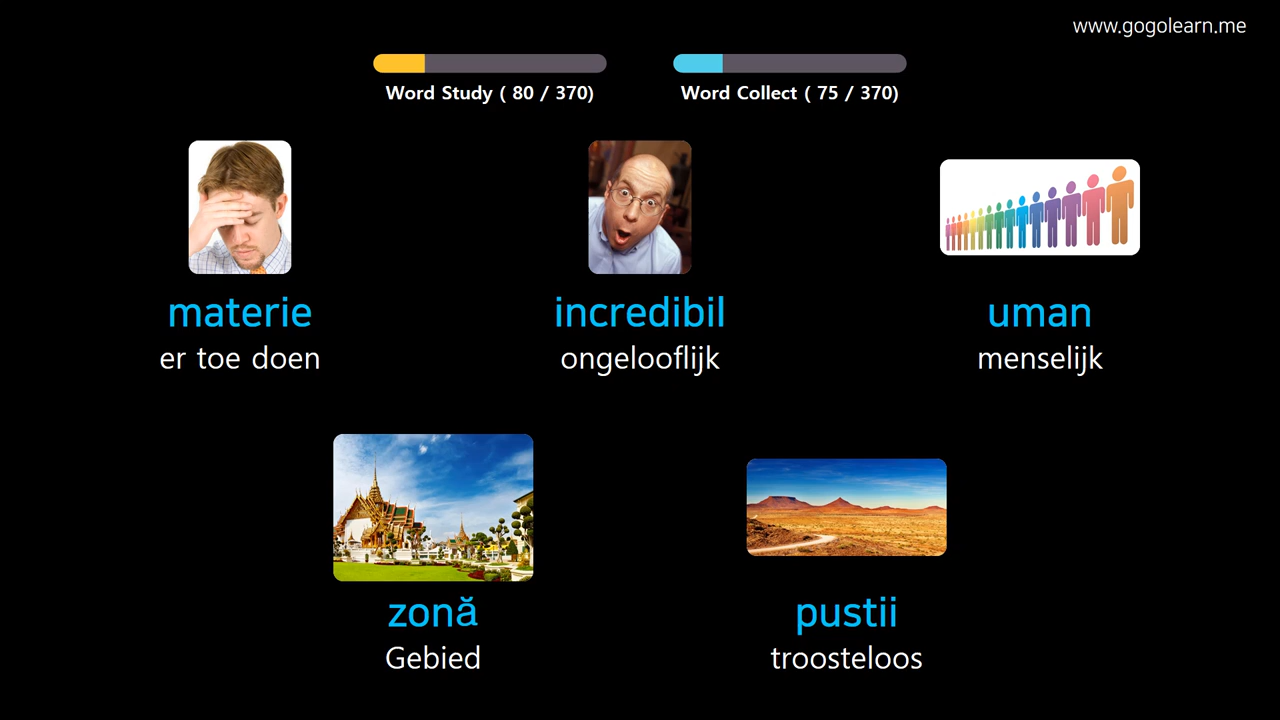 www.gogolearn.me
Word Study ( 80 / 370)
Word Collect ( 75 / 370)
materie
er toe doen
incredibil
ongelooflijk
uman
menselijk
zonă
Gebied
pustii
troosteloos